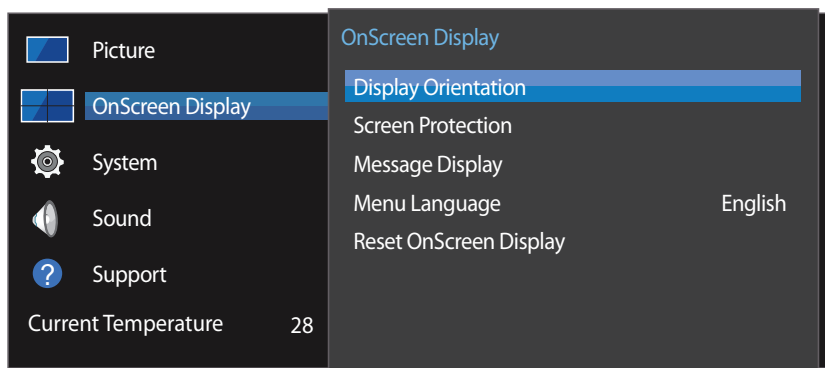 Picture
OnScreen Display
System
Sound
?
Support
Current Temperature 28
OnScreen Display
Display Orientation
Screen Protection
Message Display
Menu Language English
Reset OnScreen Display